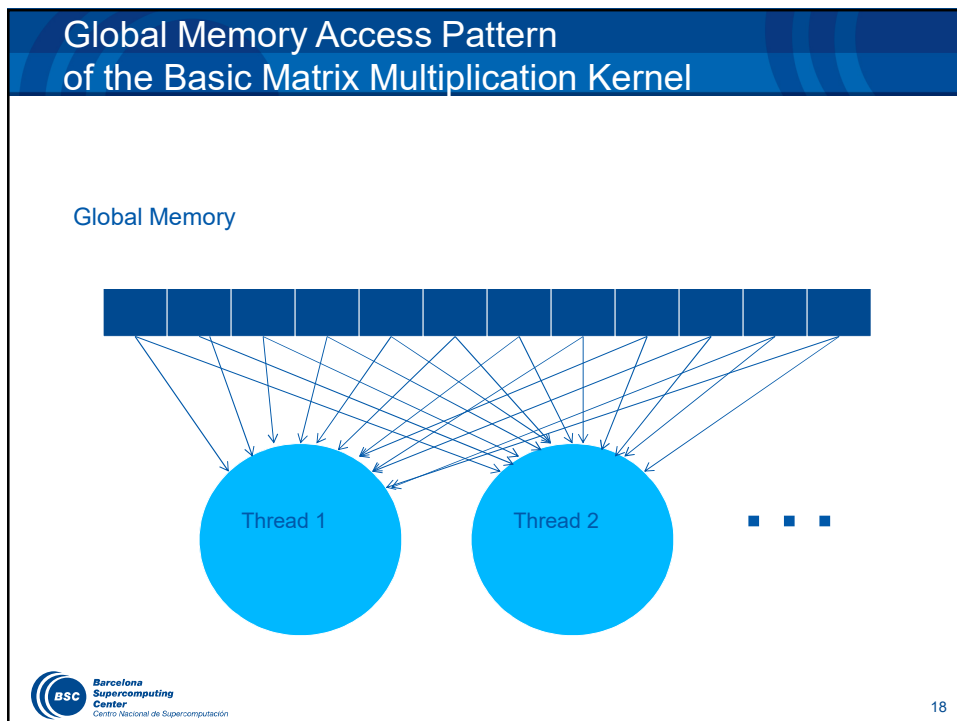 Global Memory Access Pattern
of the Basic Matrix Multiplication Kernel
Global Memory
Thread 1
Thread 2
BSC
Barcelona
Supercomputing
Center
Centro Nacional de Supercomputación
18